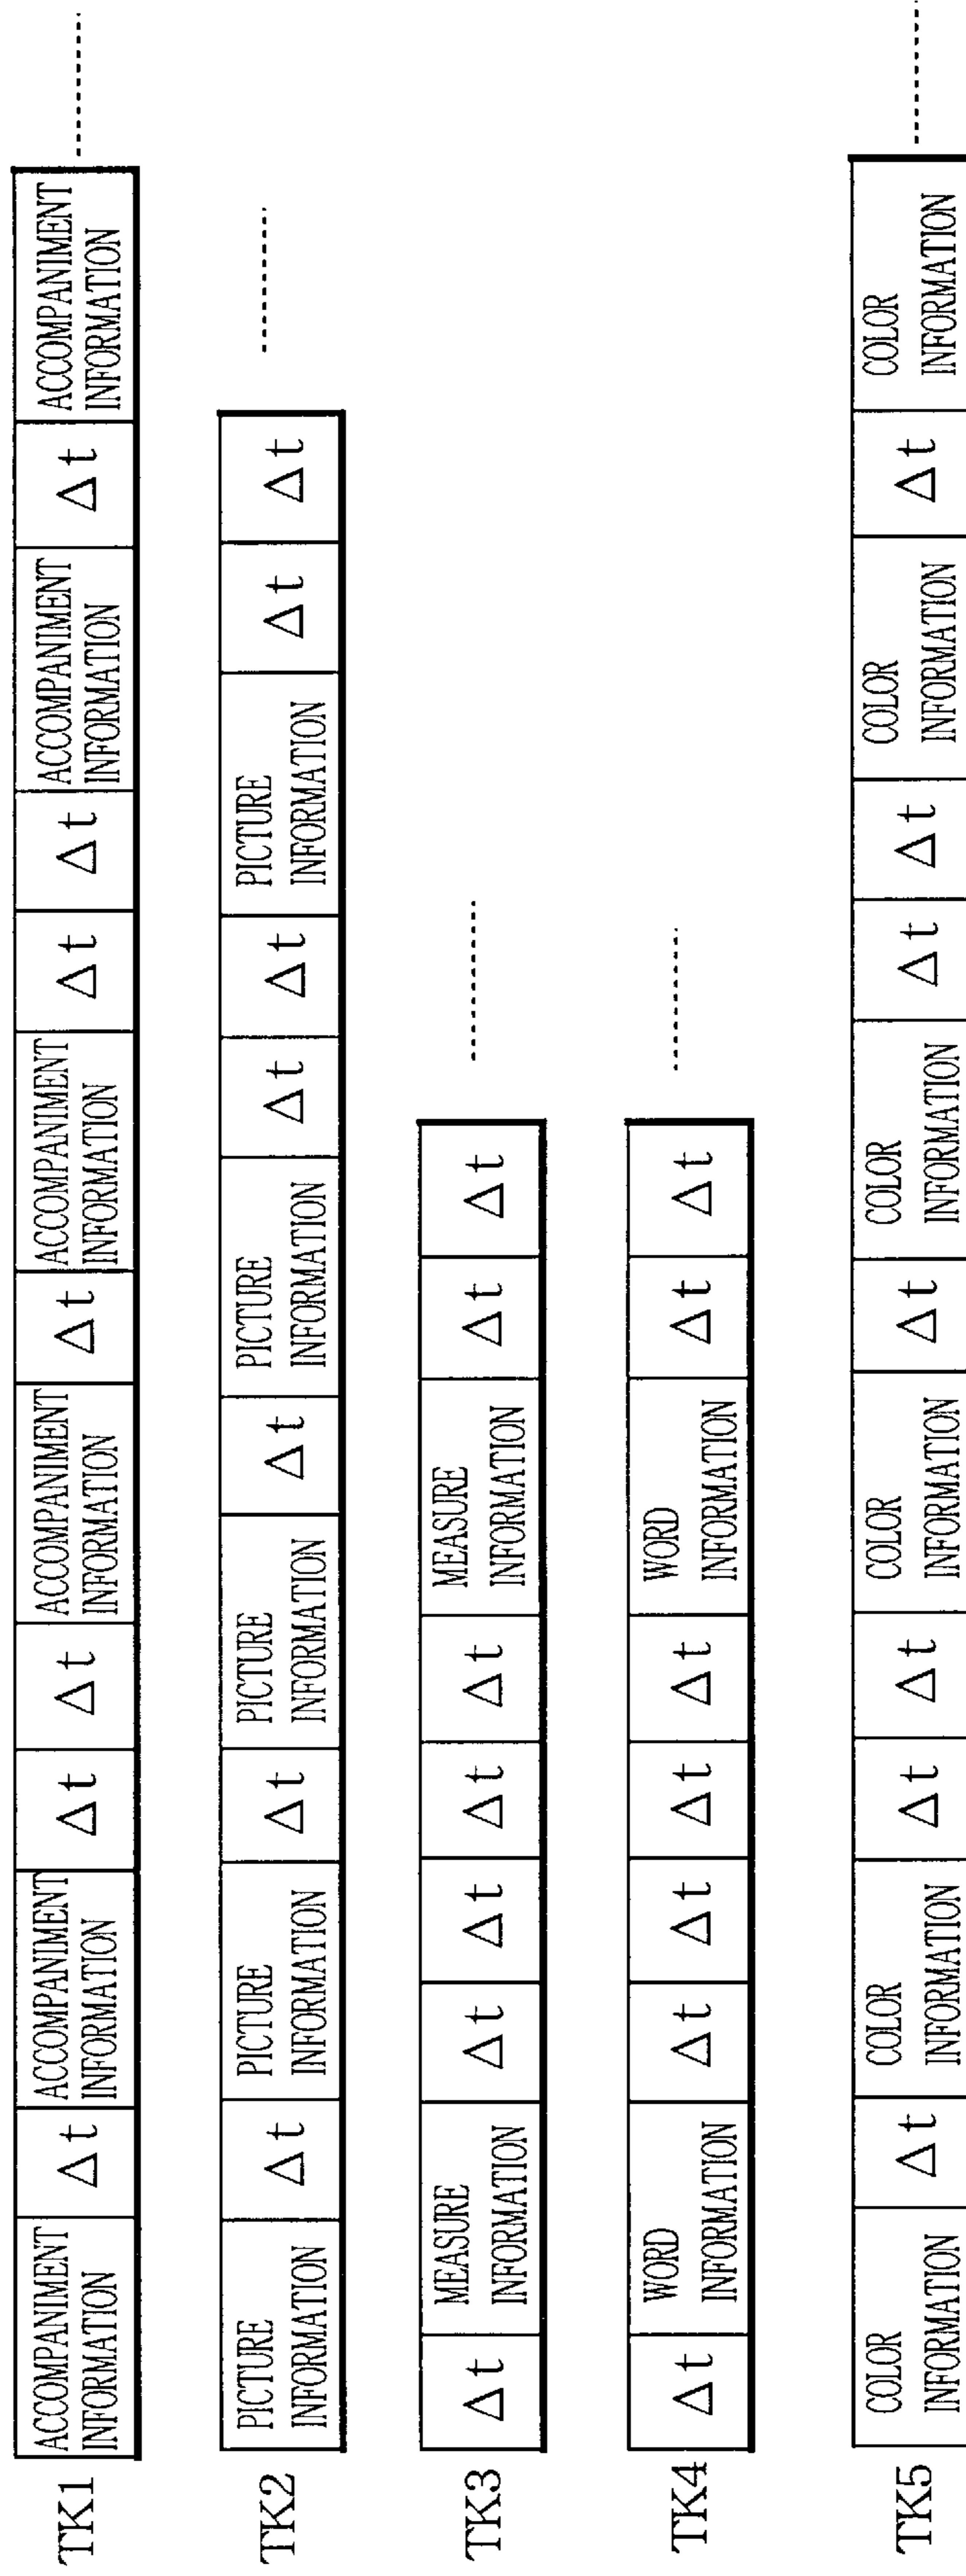 TK1
ACCOMPANIMENT
INFORMATION
Δt
ACCOMPANIMENT
INFORMATION
Δt
Δt
ACCOMPANIMENT
INFORMATION
Δt
ACCOMPANIMENT
INFORMATION
Δt
Δt
ACCOMPANIMENT
INFORMATION
Δt
ACCOMPANIMENT
INFORMATION
TK2
PICTURE
INFORMATION
Δt
PICTURE
INFORMATION
Δt
PICTURE
INFORMATION
Δt
PICTURE
INFORMATION
Δt
Δt
PICTURE
INFORMATION
Δt
Δt
TK3
Δt
MEASURE
INFORMATION
Δt
Δt
Δt
Δt
MEASURE
INFORMATION
Δt
Δt
TK4
Δt
WORD
INFORMATION
Δt
Δt
Δt
Δt
WORD
INFORMATION
Δt
Δt
TK5
COLOR
INFORMATION
Δt
COLOR
INFORMATION
Δt
Δt
COLOR
INFORMATION
Δt
COLOR
INFORMATION
Δt
Δt
COLOR
INFORMATION
Δt
COLOR
INFORMATION